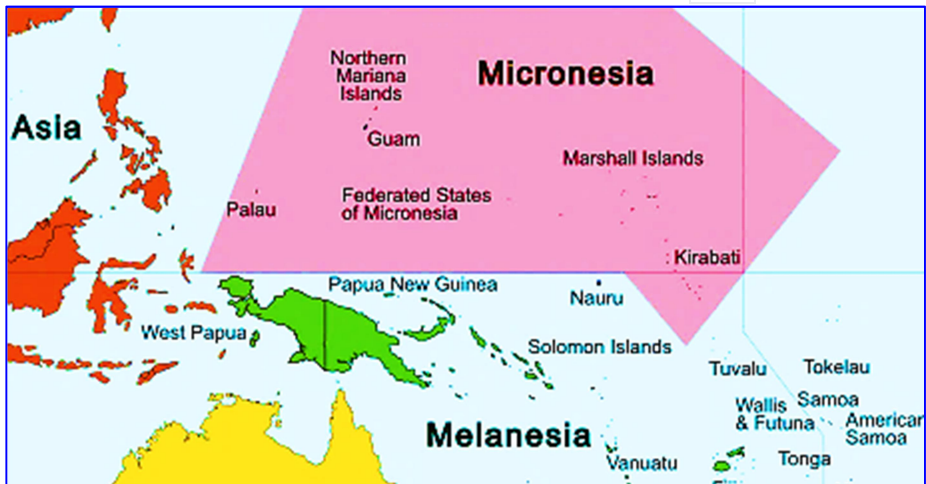 Northern
Mariana
Islands
Micronesia
Asia
Guam
Marshall Islands
Palau
Federated States
of Micronesia
Kirabati
Papua New Guinea
Nauru
West Papua
Solomon Islands
Tuvalu
Tokelau
Wallis
& Futuna
Samoa
American
Samoa
Melanesia
Vanuatu
Tonga